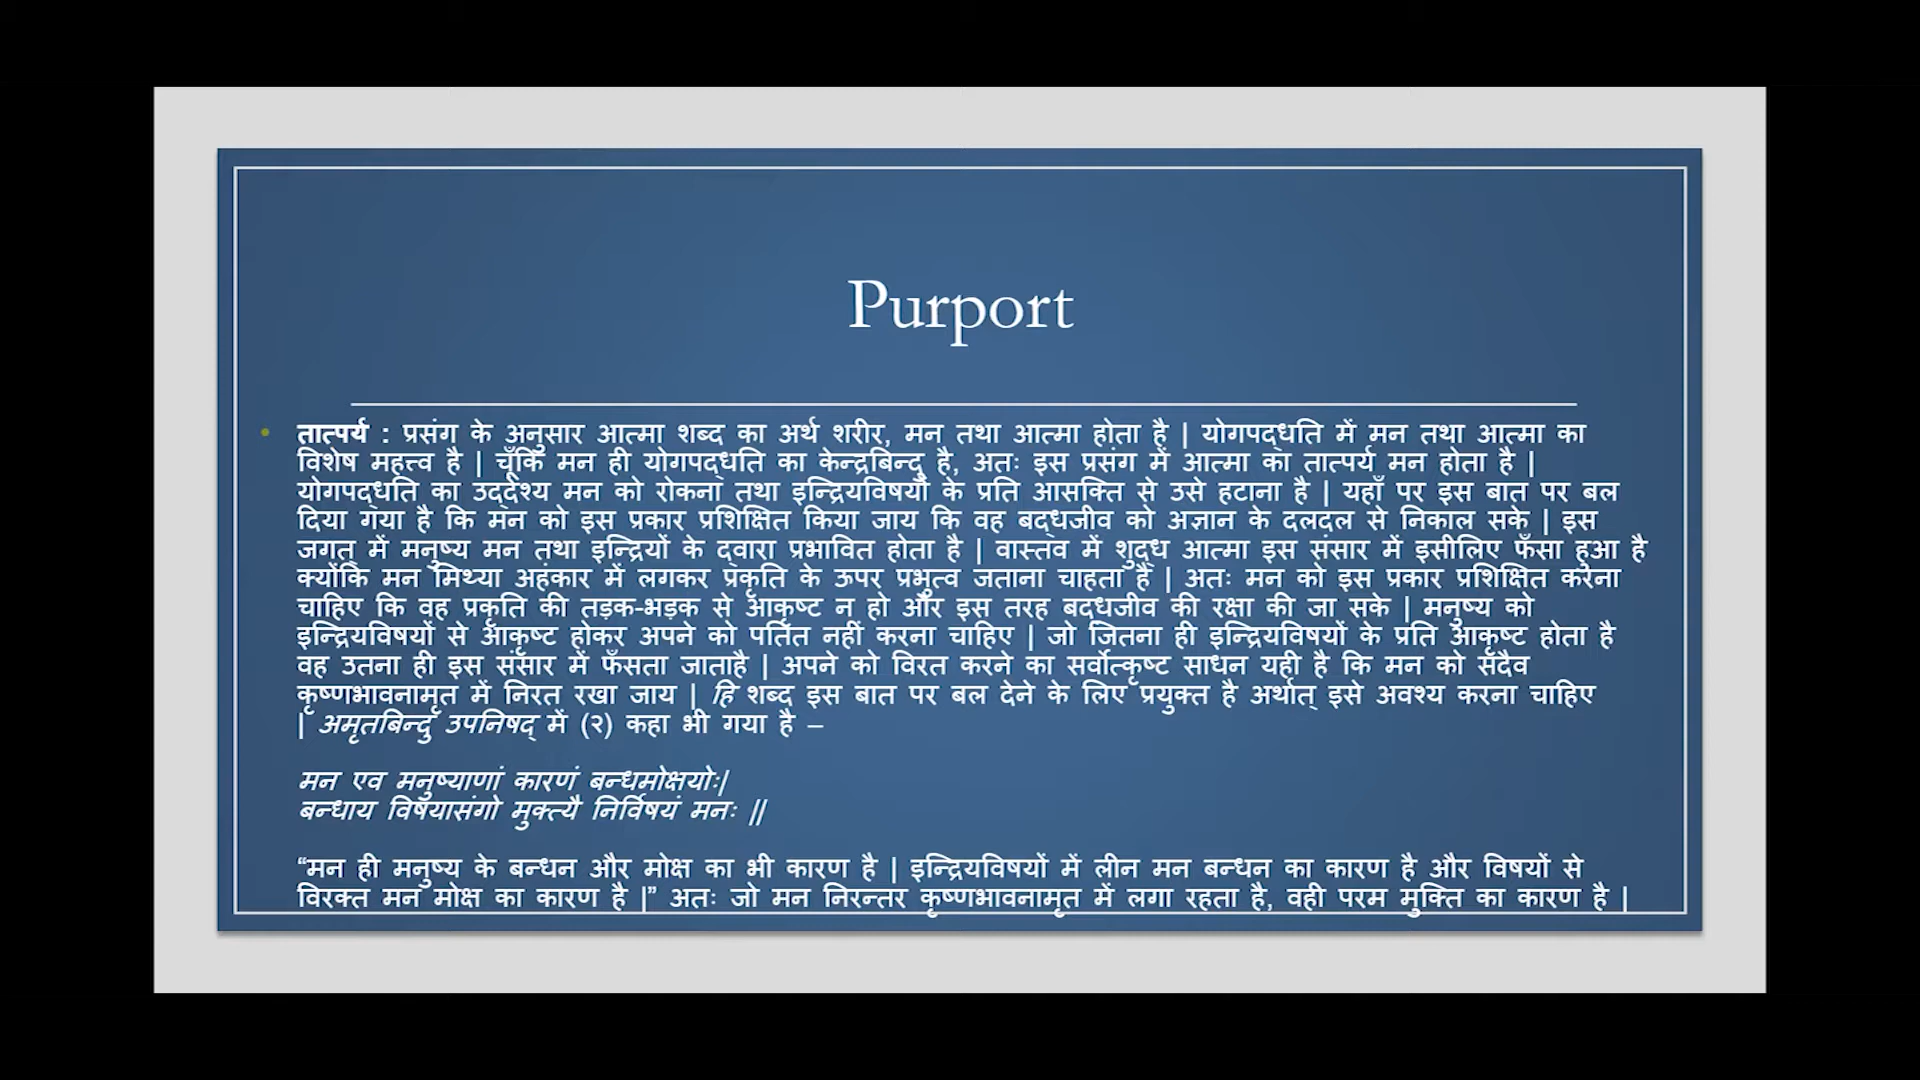 Purport
• तात्पर्य : प्रसंग के अनुसार आत्मा शब्द का अर्थ शरीर, मन तथा आत्मा होता है | योगपद्धति में मन तथा आत्मा का
विशेष महत्त्व है | चूँकि मन ही योगपद्धति का केन्द्रबिन्दु है, अतः इस प्रसंग में आत्मा का तात्पर्य मन होता है |
योगपद्धति का उद्देश्य मन को रोकना तथा इन्द्रियविषयों के प्रति आसक्ति से उसे हटाना है | यहाँ पर इस बात पर बल
दिया गया है कि मन को इस प्रकार प्रशिक्षित किया जाय कि वह बद्धजीव को अज्ञान के दलदल से निकाल सके | इस
जगत् में मनुष्य मन तथा इन्द्रियों के द्वारा प्रभावित होता है | वास्तव में शुद्ध आत्मा इस संसार में इसीलिए फँसा हुआ है
क्योंकि मन मिथ्या अहंकार में लगकर प्रकृति के ऊपर प्रभुत्व जताना चाहता है | अतः मन को इस प्रकार प्रशिक्षित करना
चाहिए कि वह प्रकृति की तड़क-भड़क से आकृष्ट न हो और इस तरह बद्धजीव की रक्षा की जा सके | मनुष्य को
इन्द्रियविषयों से आकृष्ट होकर अपने को पतित नहीं करना चाहिए | जो जितना ही इन्द्रियविषयों के प्रति आकृष्ट होता है
वह उतना ही इस संसार में फँसता जाताहै | अपने को विरत करने का सर्वोत्कृष्ट साधन यही है कि मन को सदैव
कृष्णभावनामृत में निरत रखा जाय | हि शब्द इस बात पर बल देने के लिए प्रयुक्त है अर्थात् इसे अवश्य करना चाहिए
| अमृतबिन्दु उपनिषद् में (२) कहा भी गया है –
मन एव मनुष्याणां कारणं बन्धमोक्षयोः|
बन्धाय विषयासंगो मुक्त्यै निर्विषयं मनः ||
“मन ही मनुष्य के बन्धन और मोक्ष का भी कारण है | इन्द्रियविषयों में लीन मन बन्धन का कारण है और विषयों से
विरक्त मन मोक्ष का कारण है |” अतः जो मन निरन्तर कृष्णभावनामृत में लगा रहता है, वही परम मुक्ति का कारण है |